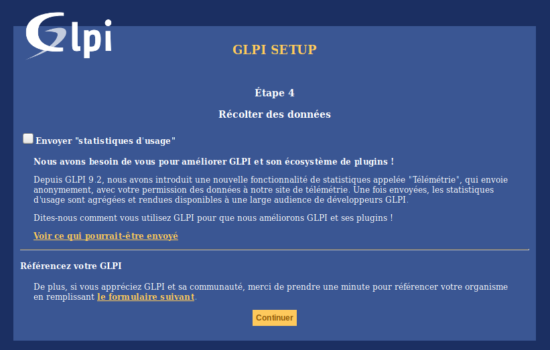 Glpi
GLPI SETUP
Étape 4
Récolter des données
Envoyer "statistiques d'usage"
Nous avons besoin de vous pour améliorer GLPI et son écosystème de plugins !
Depuis GLPI 9.2, nous avons introduit une nouvelle fonctionnalité de statistiques appelée "Télémétrie", qui envoie
anonymement, avec votre permission des données à notre site de télémétrie. Une fois envoyées, les statistiques
d'usage sont agrégées et rendues disponibles à une large audience de développeurs GLPI.
Dites-nous comment vous utilisez GLPI pour que nous améliorons GLPI et ses plugins !
Voir ce qui pourrait-être envoyé
Référencez votre GLPI
De plus, si vous appréciez GLPI et sa communauté, merci de prendre une minute pour référencer votre organisme
en remplissant le formulaire suivant.
Continuer